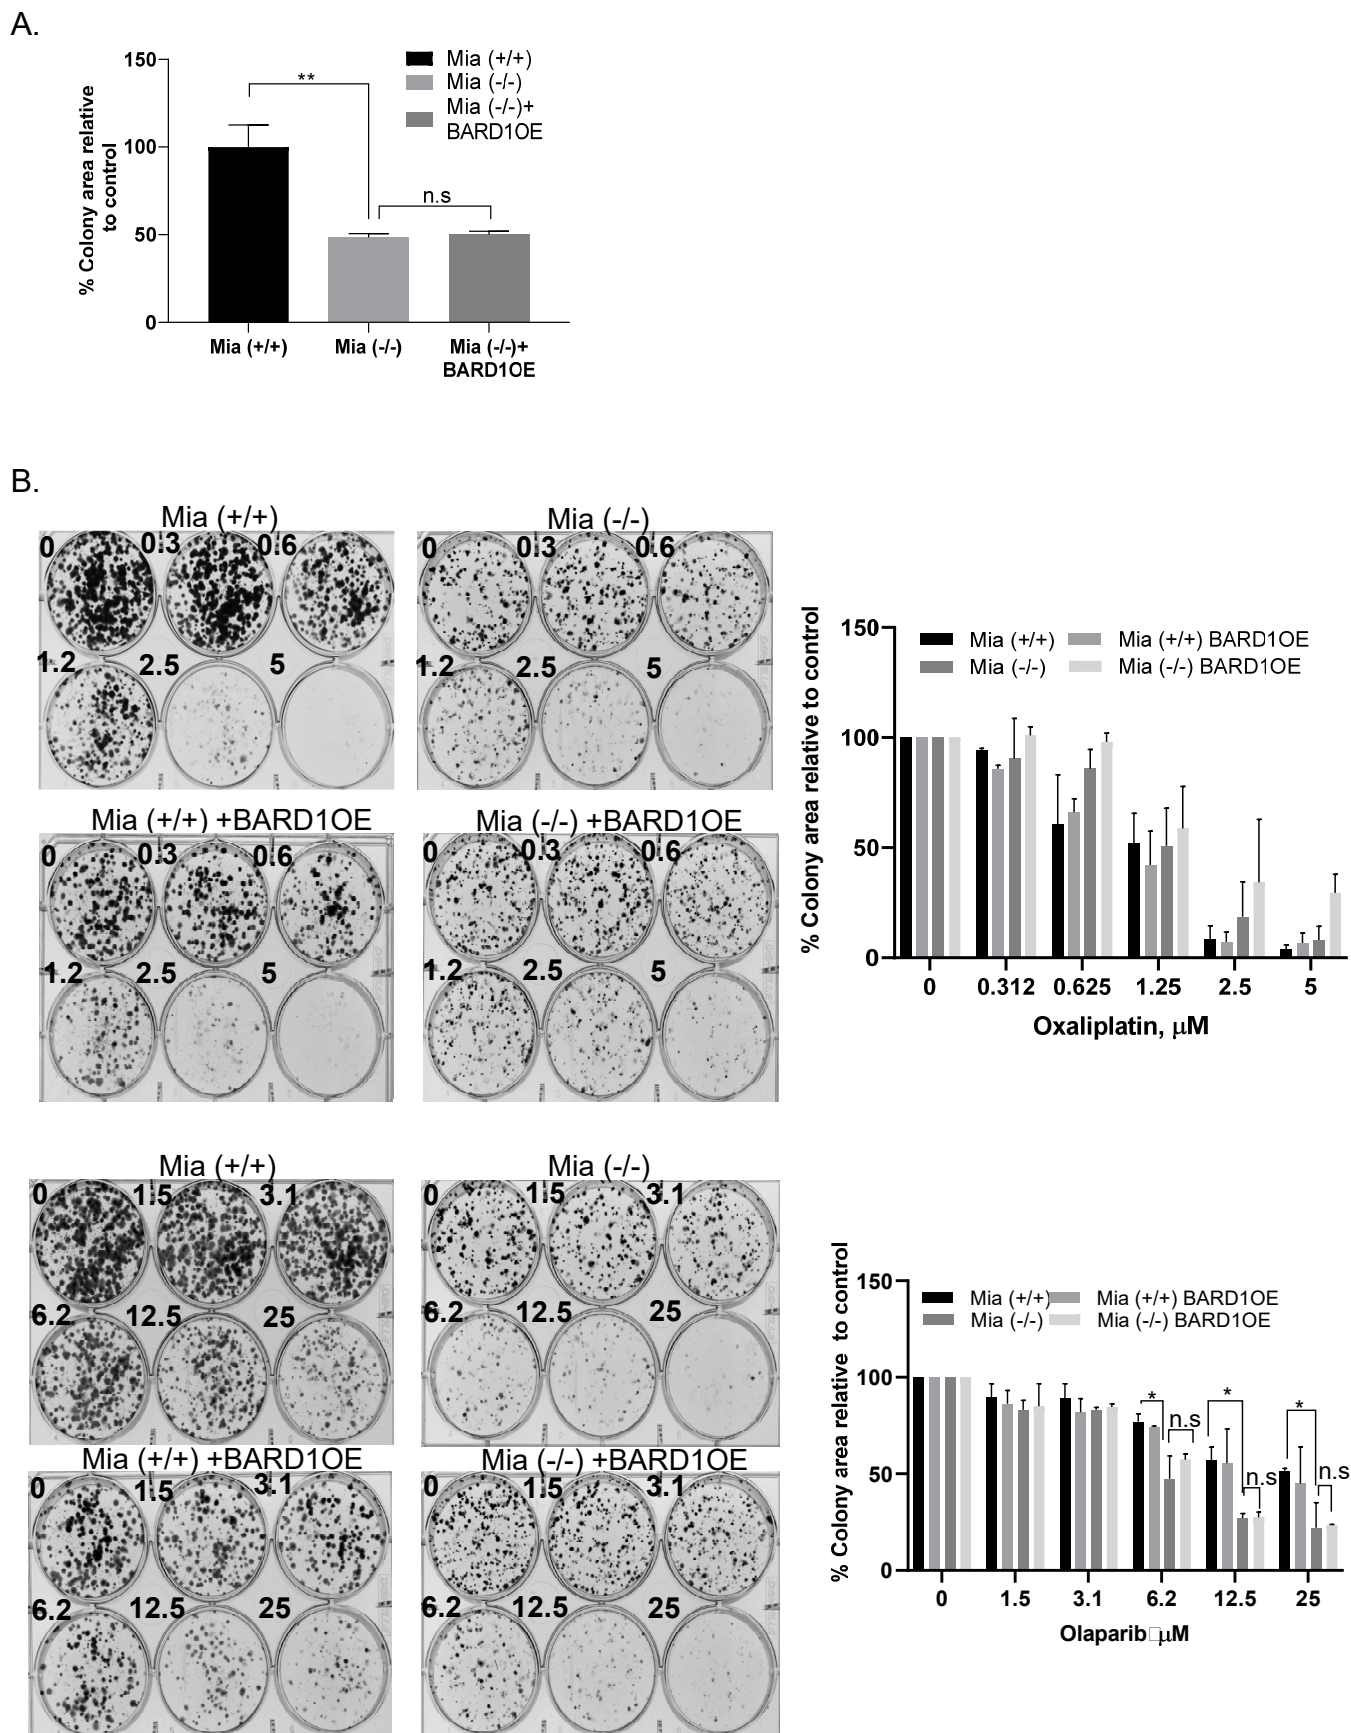 A.
150
100
50
0
% Colony area relative
to control
**
n.s
Mia (+/+)
Mia (-/-)
Mia (-/-)+
BARD1OE
Mia (+/+)
Mia (-/-)
Mia (-/-)+
BARD1OE
B.
Mia (+/+)
0 0.3 0.6
1.2 2.5 5
Mia (-/-)
0 0.3 0.6
1.2 2.5 5
Mia (+/+) +BARD1OE
0 0.3 0.6
1.2 2.5 5
Mia (-/-) +BARD1OE
0 0.3 0.6
1.2 2.5 5
% Colony area relative to control
150
100
50
0
Mia (+/+) Mia (+/+) BARD1OE
Mia (-/-) Mia (-/-) BARD1OE
0 0.312 0.625 1.25 2.5 5
Oxaliplatin, μM
Mia (+/+)
0 1.5 3.1
6.2 12.5 25
Mia (-/-)
0 1.5 3.1
6.2 12.5 25
Mia (+/+) +BARD1OE
0 1.5 3.1
6.2 12.5 25
Mia (-/-) +BARD1OE
0 1.5 3.1
6.2 12.5 25
% Colony area relative to control
150
100
50
0
Mia (+/+) Mia (+/+) BARD1OE
Mia (-/-) Mia (-/-) BARD1OE
* n.s
* n.s
* n.s
0 1.5 3.1 6.2 12.5 25
Olaparib□μM